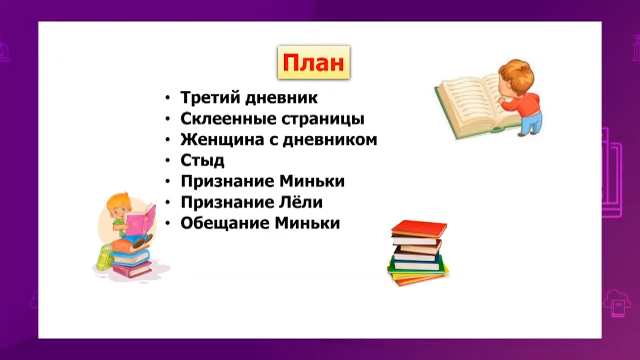 План
• Третий дневник
• Склеенные страницы
• Женщина с дневником
• Стыд
• Признание Миньки
• Признание Лёли
• Обещание Миньки